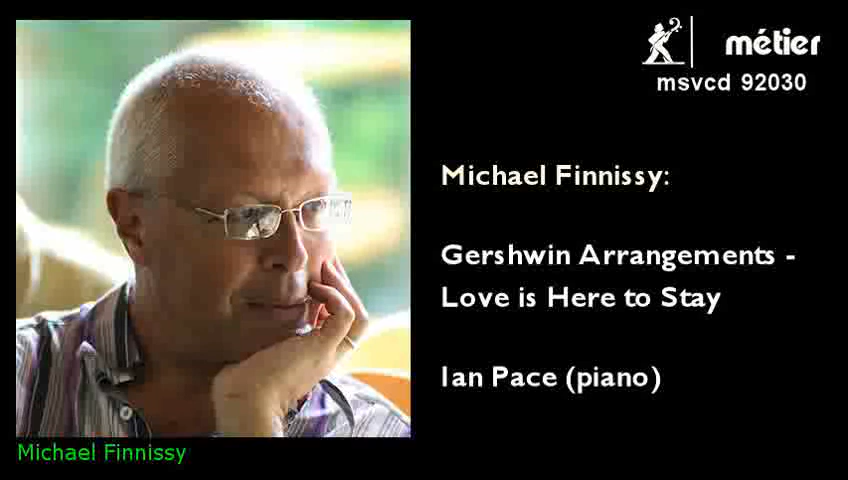 métier
msvcd 92030
Michael Finnissy:
Gershwin Arrangements -
Love is Here to Stay
Ian Pace (piano)
Michael Finnissy